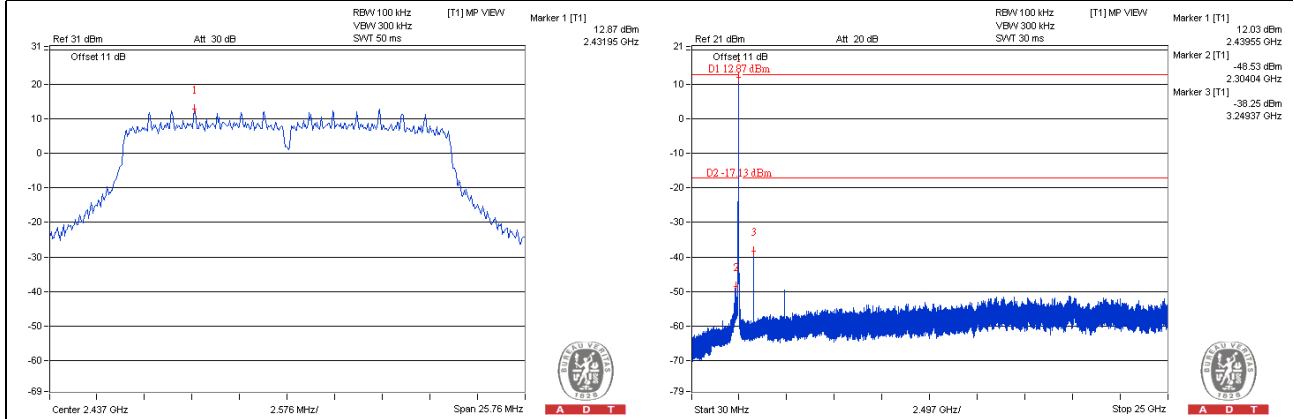 RBW 100 kHz [T1] MP VIEW
VBW 300 kHz
Ref 31 dBm Att 30 dB SWT 50 ms
Marker 1 [T1]
12.87 dBm
2.43195 GHz
31
Offset 11 dB
20
1
10
0
-10
-20
-30
-40
-50
-60
-69
Center 2.437 GHz 2.576 MHz/ Span 25.76 MHz
BUREAU VERITAS
1828
A D T
RBW 100 kHz [T1] MP VIEW
VBW 300 kHz
Ref 21 dBm Att 20 dB SWT 30 ms
Marker 1 [T1]
12.03 dBm
2.43955 GHz
Marker 2 [T1]
-48.53 dBm
2.30404 GHz
Marker 3 [T1]
-38.25 dBm
3.24937 GHz
21
Offset 11 dB
D1 12.87 dBm
10
0
-10
D2 -17.13 dBm
-20
-30
3
-40
2
-50
-60
-70
-79
Start 30 MHz 2.497 GHz/ Stop 25 GHz
BUREAU VERITAS
1828
A D T